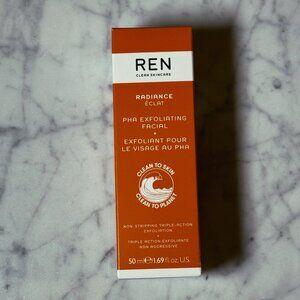 REN
CLEAN SKINCARE
RADIANCE
ÉCLAT
PHA EXFOLIATING
FACIAL
•
EXFOLIANT POUR
LE VISAGE AU PHA
CLEAN TO SKIN
CLEAN TO PLANET
NON-STRIPPING TRIPLE-ACTION
EXFOLIATION
•
TRIPLE ACTION EXFOLIANTE
NON AGRESSIVE
50 ml℮1.69 fl.oz. U.S.